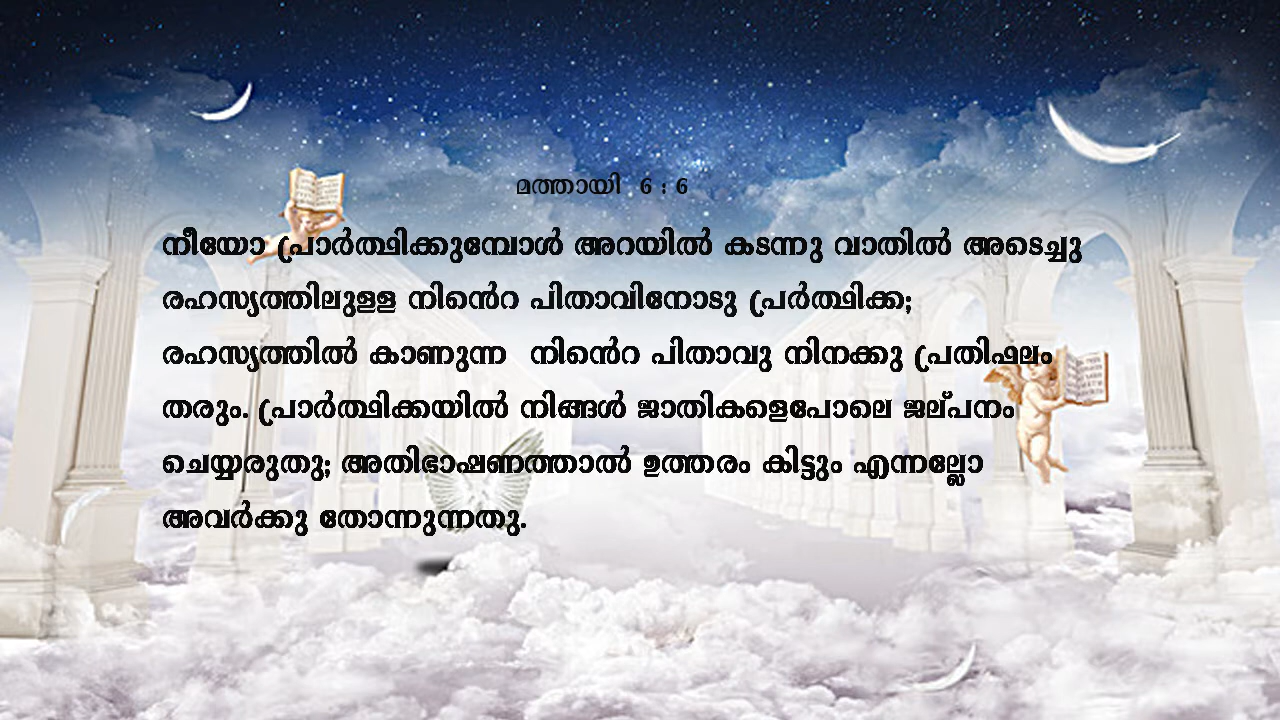 മത്തായി 6 : 6
നീയോ പ്രാർത്ഥിക്കുമ്പോൾ അറയിൽ കടന്നു വാതിൽ അടെച്ചു
രഹസ്യത്തിലുളള നിൻെറ പിതാവിനോടു പ്രർത്ഥിക്ക;
രഹസ്യത്തിൽ കാണുന്ന നിൻെറ പിതാവു നിനക്കു പ്രതിഫലം
തരും. പ്രാർത്ഥിക്കയിൽ നിങ്ങൾ ജാതികളെപോലെ ജല്പനം
ചെയ്യരുതു; അതിഭാഷണത്താൽ ഉത്തരം കിട്ടും എന്നല്ലോ
അവർക്കു തോന്നുന്നതു.